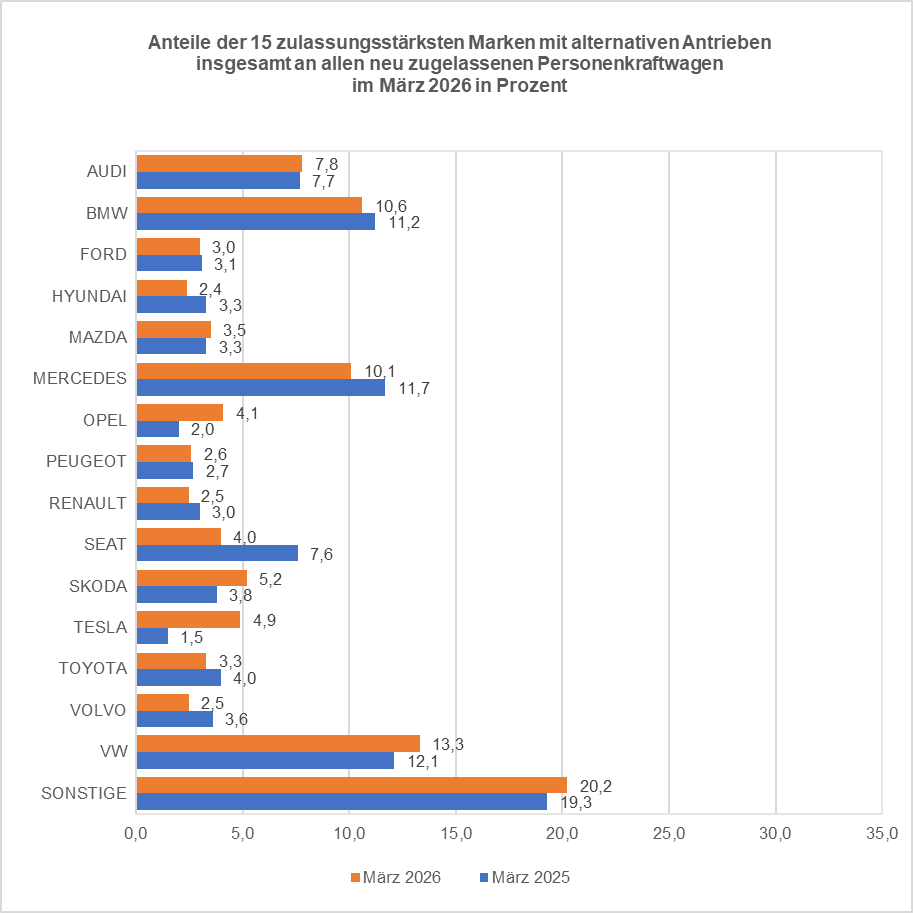 Anteile der 15 zulassungsstärksten Marken mit alternativen Antrieben
insgesamt an allen neu zugelassenen Personenkraftwagen
im März 2026 in Prozent
AUDI 7,8 7,7
BMW 10,6 11,2
FORD 3,0 3,1
HYUNDAI 2,4 3,3
MAZDA 3,5 3,3
MERCEDES 10,1 11,7
OPEL 4,1 2,0
PEUGEOT 2,6 2,7
RENAULT 2,5 3,0
SEAT 4,0 7,6
SKODA 5,2 3,8
TESLA 4,9 1,5
TOYOTA 3,3 4,0
VOLVO 2,5 3,6
VW 13,3 12,1
SONSTIGE 20,2 19,3
0,0 5,0 10,0 15,0 20,0 25,0 30,0 35,0
März 2026 März 2025